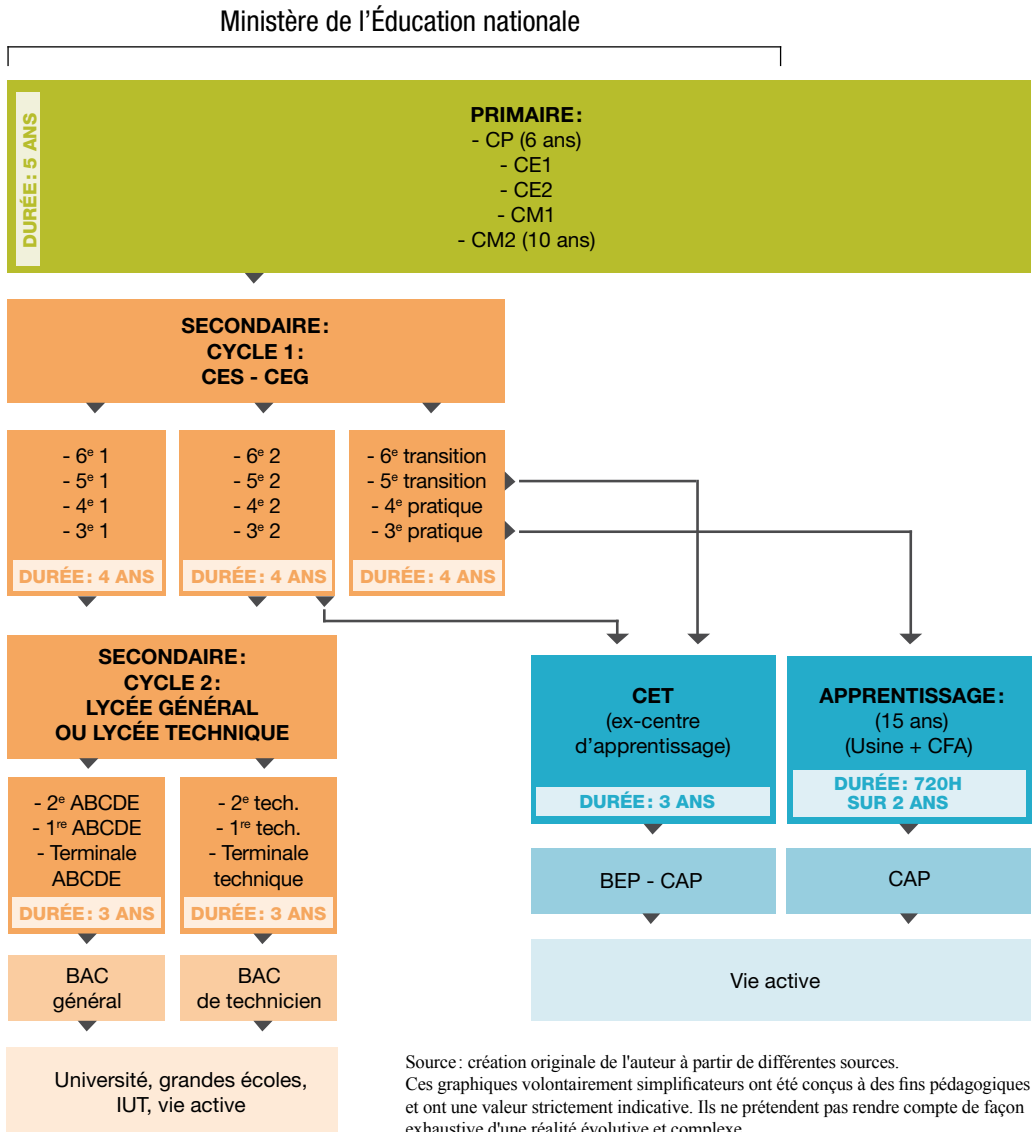 Ministère de l'Éducation nationale
DURÉE : 5 ANS
PRIMAIRE :
- CP (6 ans)
- CE1
- CE2
- CM1
- CM2 (10 ans)
SECONDAIRE :
CYCLE 1 :
CES - CEG
- 6e 1
- 5e 1
- 4e 1
- 3e 1
DURÉE : 4 ANS
- 6e 2
- 5e 2
- 4e 2
- 3e 2
DURÉE : 4 ANS
- 6e transition
- 5e transition
- 4e pratique
- 3e pratique
DURÉE : 4 ANS
SECONDAIRE :
CYCLE 2 :
LYCÉE GÉNÉRAL
OU LYCÉE TECHNIQUE
- 2e ABCDE
- 1re ABCDE
- Terminale
ABCDE
DURÉE : 3 ANS
- 2e tech.
- 1re tech.
- Terminale
technique
DURÉE : 3 ANS
BAC
général
BAC
de technicien
Université, grandes écoles,
IUT, vie active
CET
(ex-centre
d'apprentissage)
DURÉE : 3 ANS
APPRENTISSAGE :
(15 ans)
(Usine + CFA)
DURÉE : 720H
SUR 2 ANS
BEP - CAP
CAP
Vie active
Source : création originale de l'auteur à partir de différentes sources.
Ces graphiques volontairement simplificateurs ont été conçus à des fins pédagogiques
et ont une valeur strictement indicative. Ils ne prétendent pas rendre compte de façon
exhaustive d'une réalité évolutive et complexe.